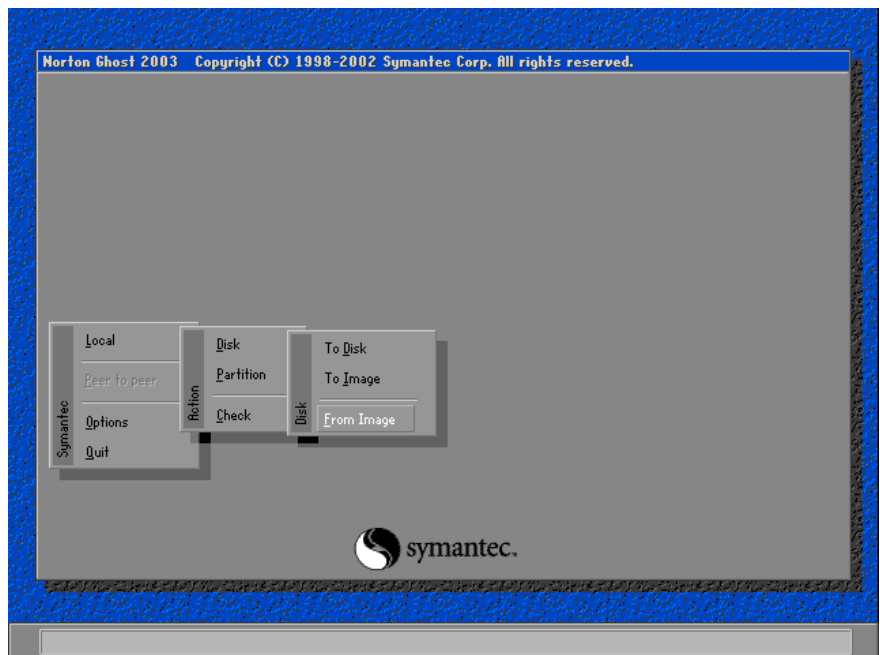 Norton Ghost 2003 Copyright (C) 1998-2002 Symantec Corp. All rights reserved.
Symantec
Local
Peer to peer
Options
Quit
Action
Disk
Partition
Check
Disk
To Disk
To Image
From Image
symantec.